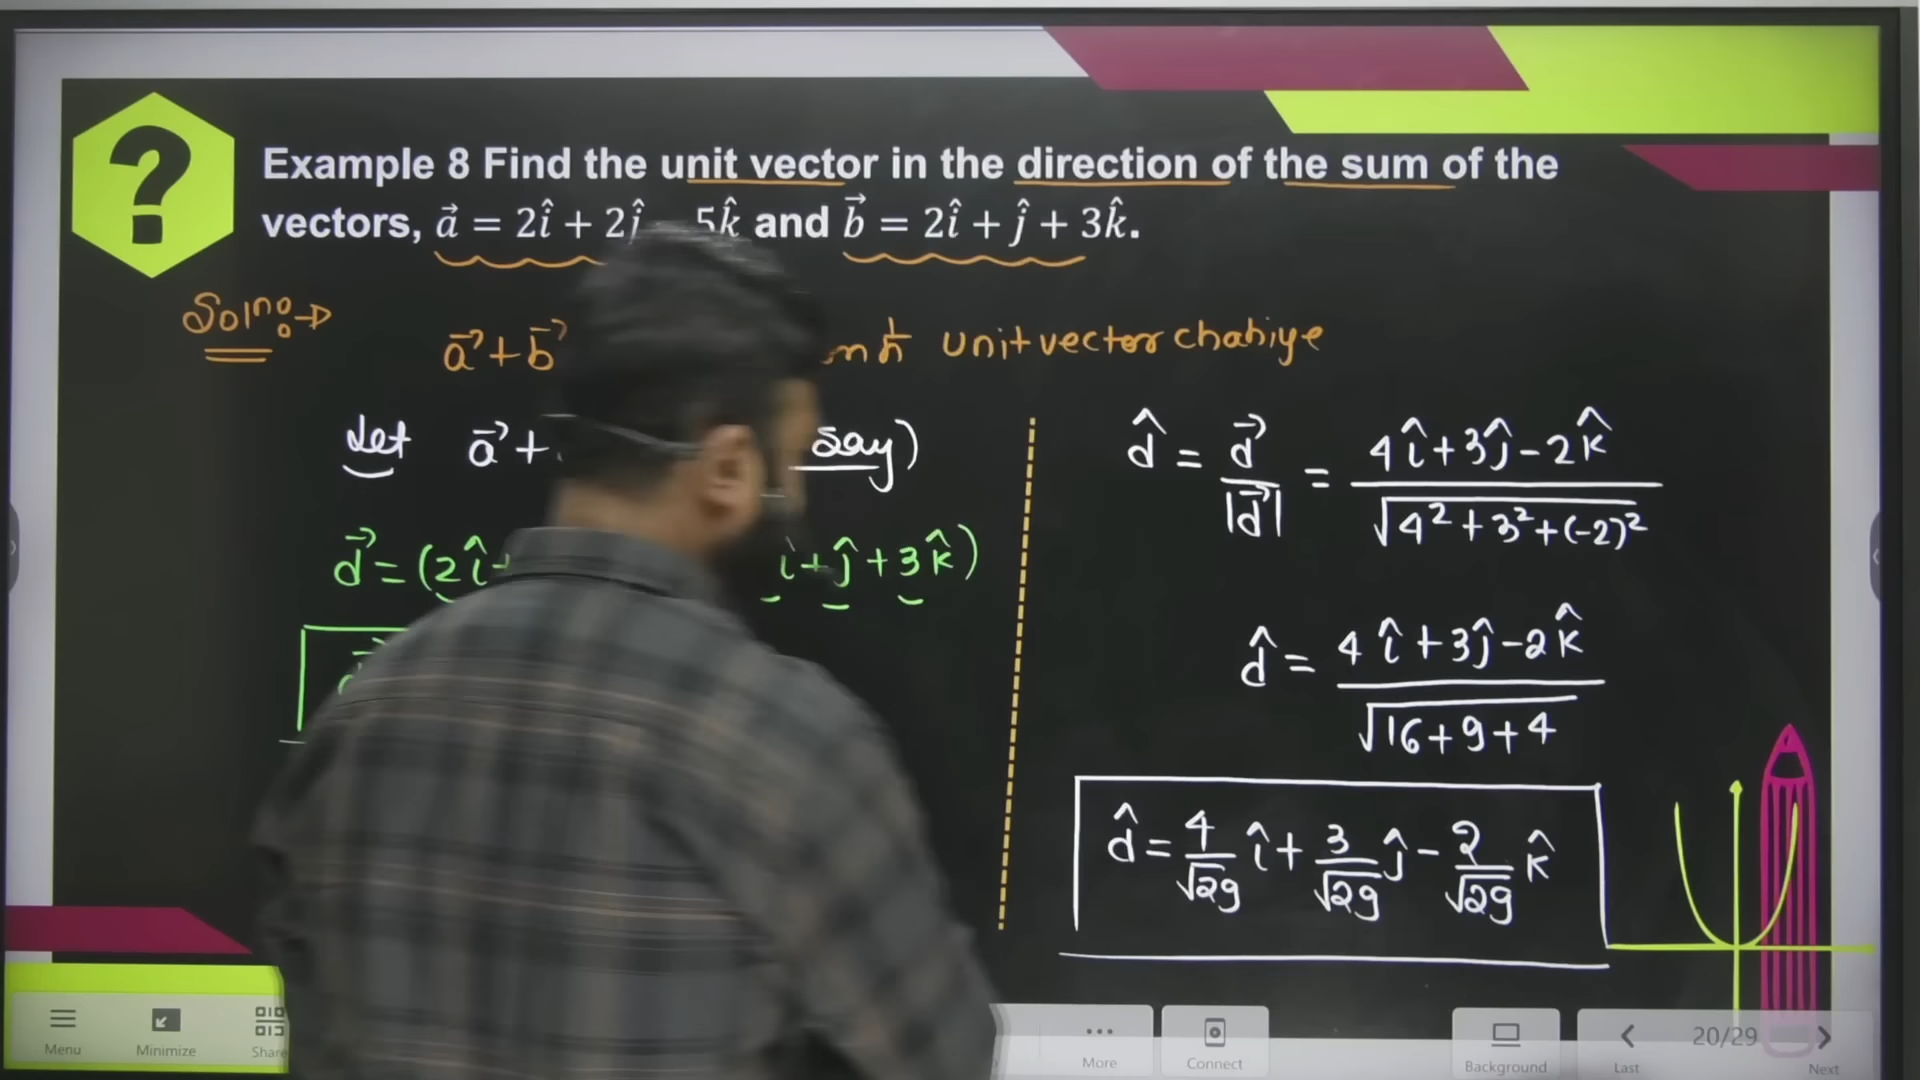 Example 8 Find the unit vector in the direction of the sum of the
vectors, a⃗ = 2î + 2ĵ 5k̂ and b⃗ = 2î + ĵ + 3k̂.
Soln:→
a⃗ + b⃗ unit vector chahiye
Let a⃗ + say)
d⃗ = (2î + î + ĵ + 3k̂)
d̂ = d⃗ / |d⃗| = 4î + 3ĵ - 2k̂ / √4² + 3² + (-2)²
d̂ = 4î + 3ĵ - 2k̂ / √16 + 9 + 4
d̂ = 4/√29 î + 3/√29 ĵ - 2/√29 k̂
Menu Minimize Share More Connect Background Last 20/29 Next